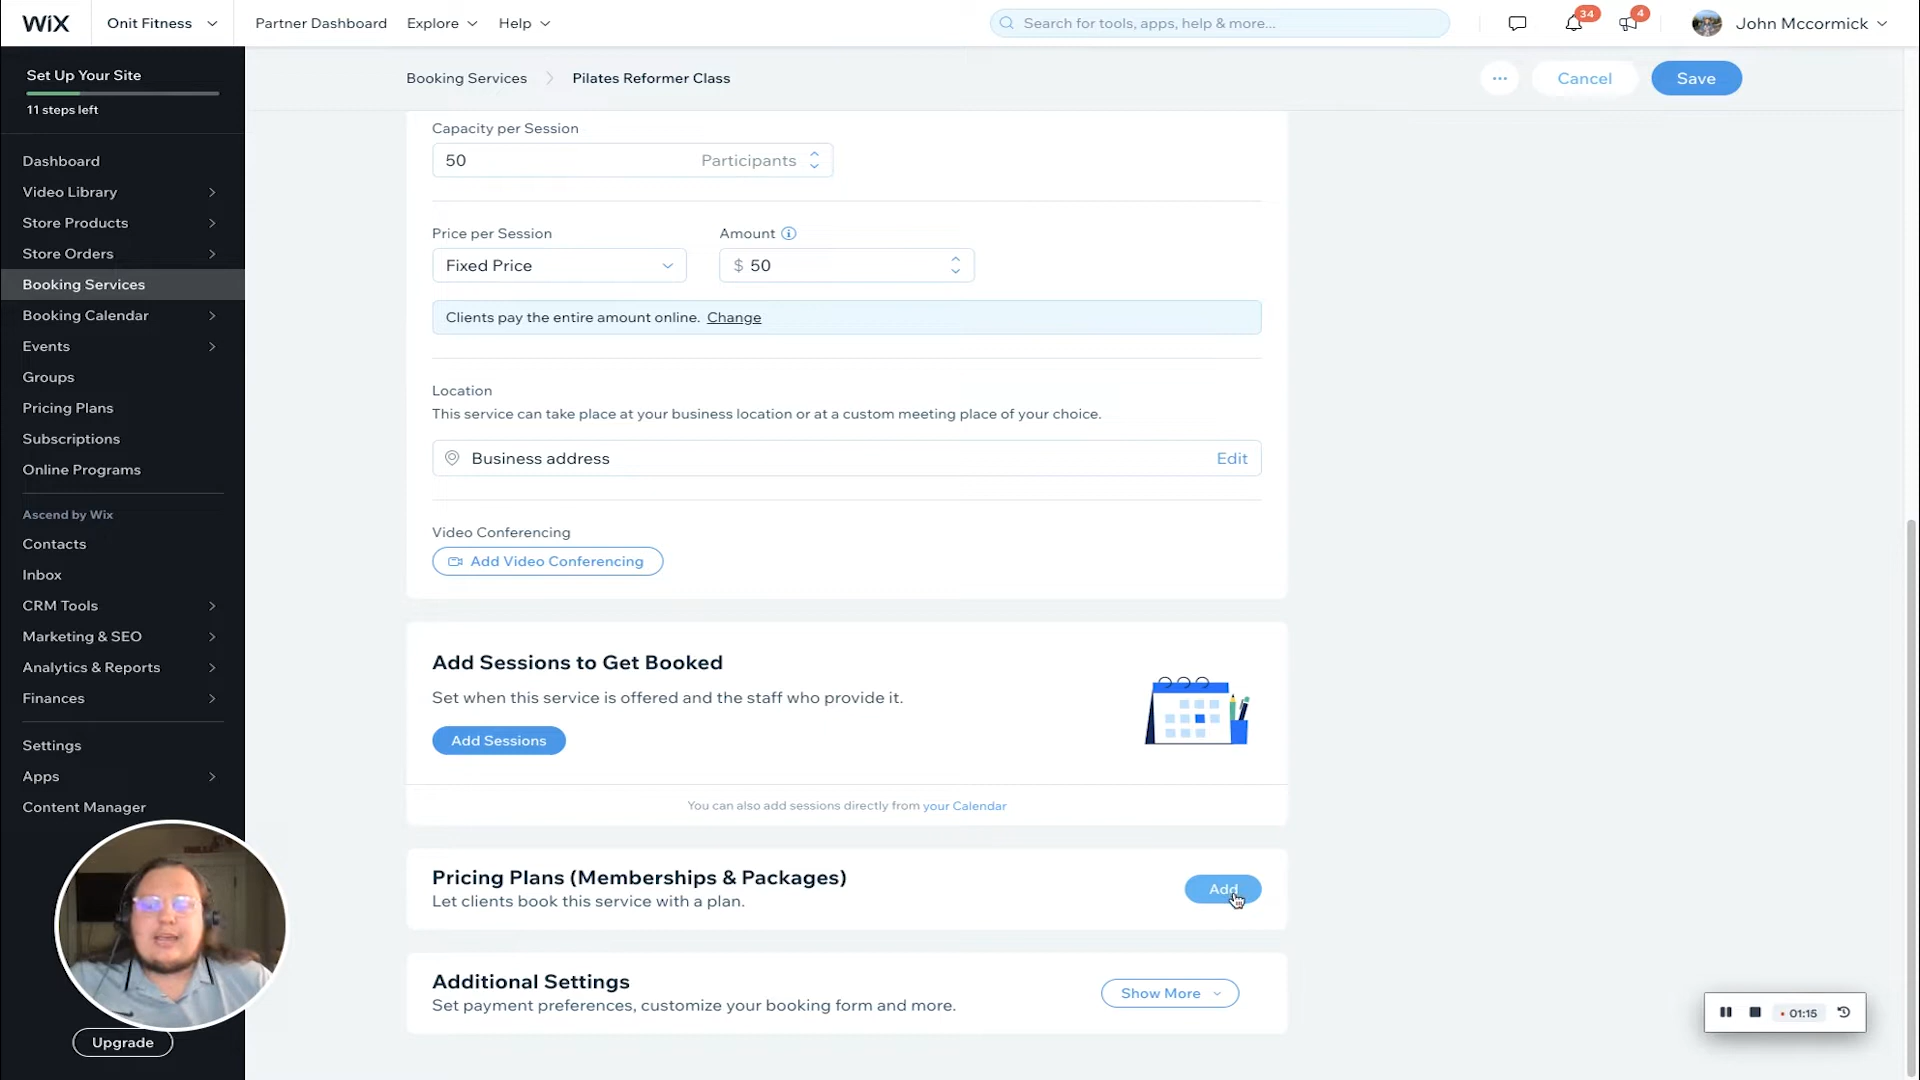 WiX
Onit Fitness
Partner Dashboard
Explore
Help
Search for tools, apps, help & more...
34
4
John Mccormick
Set Up Your Site
11 steps left
Dashboard
Video Library
Store Products
Store Orders
Booking Services
Booking Calendar
Events
Groups
Pricing Plans
Subscriptions
Online Programs
Ascend by Wix
Contacts
Inbox
CRM Tools
Marketing & SEO
Analytics & Reports
Finances
Settings
Apps
Content Manager
Upgrade
Booking Services
Pilates Reformer Class
...
Cancel
Save
Capacity per Session
50 Participants
Price per Session
Amount
Fixed Price
$ 50
Clients pay the entire amount online. Change
Location
This service can take place at your business location or at a custom meeting place of your choice.
Business address
Edit
Video Conferencing
Add Video Conferencing
Add Sessions to Get Booked
Set when this service is offered and the staff who provide it.
Add Sessions
You can also add sessions directly from your Calendar
Pricing Plans (Memberships & Packages)
Let clients book this service with a plan.
Add
Additional Settings
Set payment preferences, customize your booking form and more.
Show More
01:15